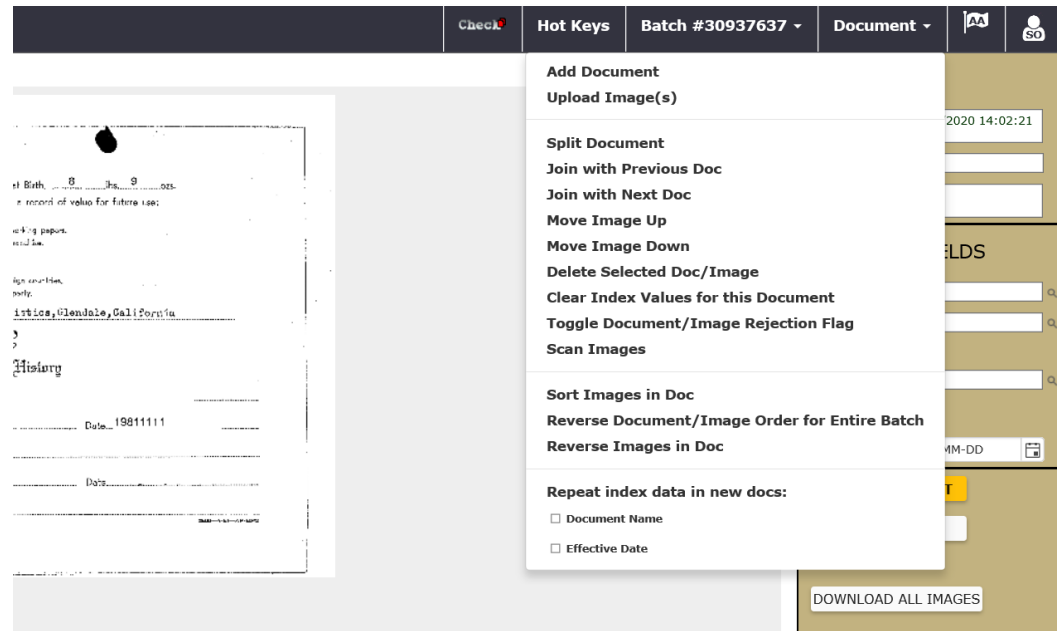 Check
Hot Keys
Batch #30937637
Document
AA
SO
Add Document
Upload Image(s)
Split Document
Join with Previous Doc
Join with Next Doc
Move Image Up
Move Image Down
Delete Selected Doc/Image
Clear Index Values for this Document
Toggle Document/Image Rejection Flag
Scan Images
Sort Images in Doc
Reverse Document/Image Order for Entire Batch
Reverse Images in Doc
Repeat index data in new docs:
Document Name
Effective Date
Birth, 8 lbs. 9 ozs.
a record of value for future use:
papers.
istics,Glendale,California
History
Date 19811111
Date
2020 14:02:21
ELDS
MM-DD
T
DOWNLOAD ALL IMAGES